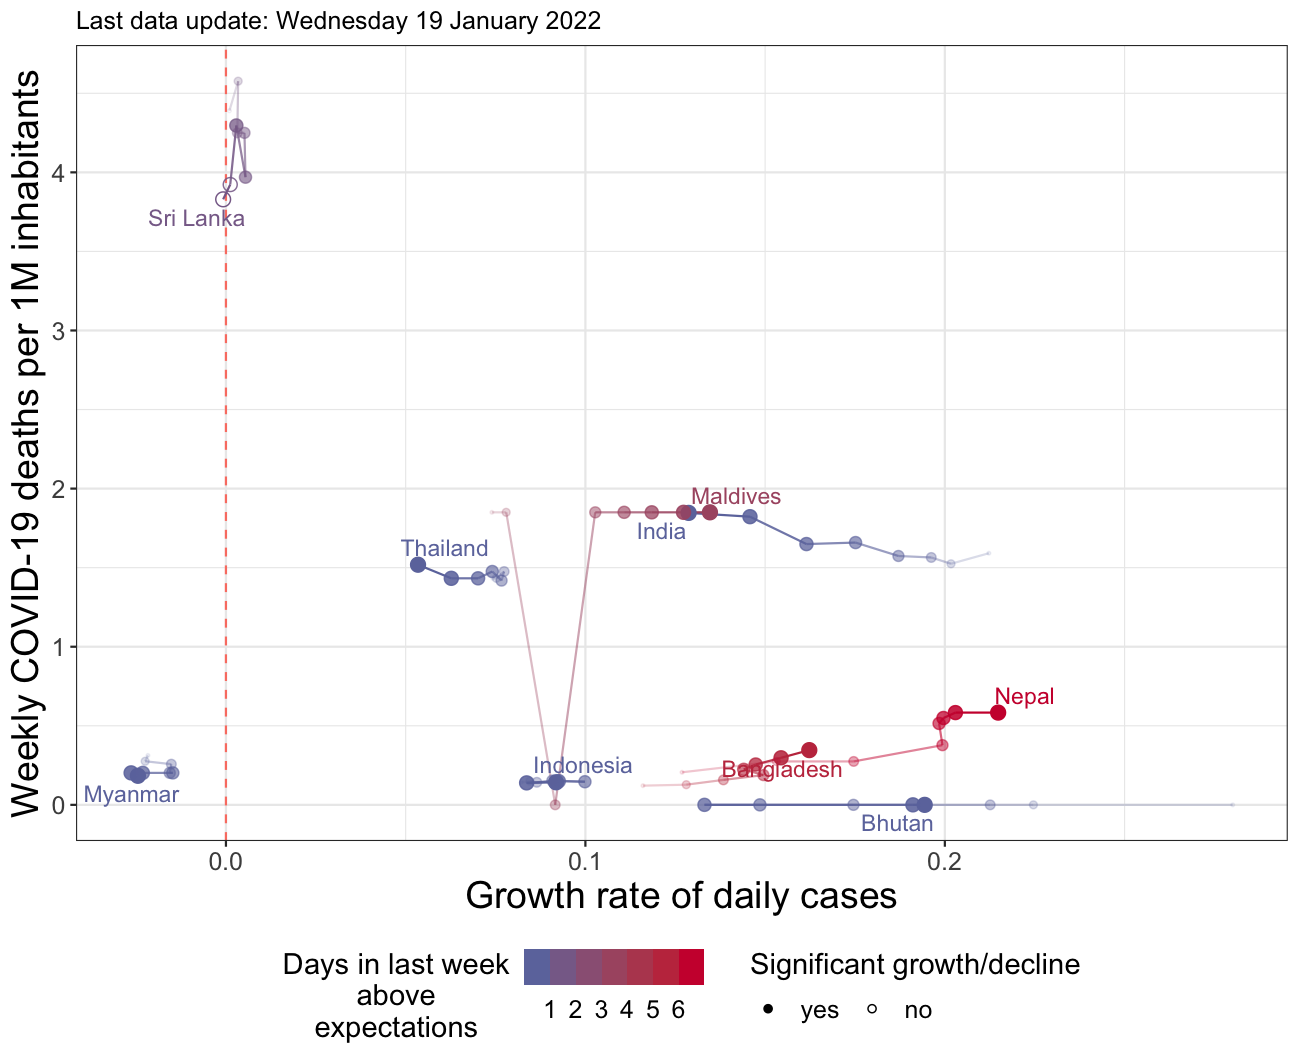 Last data update: Wednesday 19 January 2022
Weekly COVID-19 deaths per 1M inhabitants
4
3
2
1
0
Sri Lanka
Maldives
India
Thailand
Nepal
Indonesia
Bangladesh
Myanmar
Bhutan
0.0 0.1 0.2
Growth rate of daily cases
Days in last week
above
expectations
1 2 3 4 5 6
Significant growth/decline
yes no